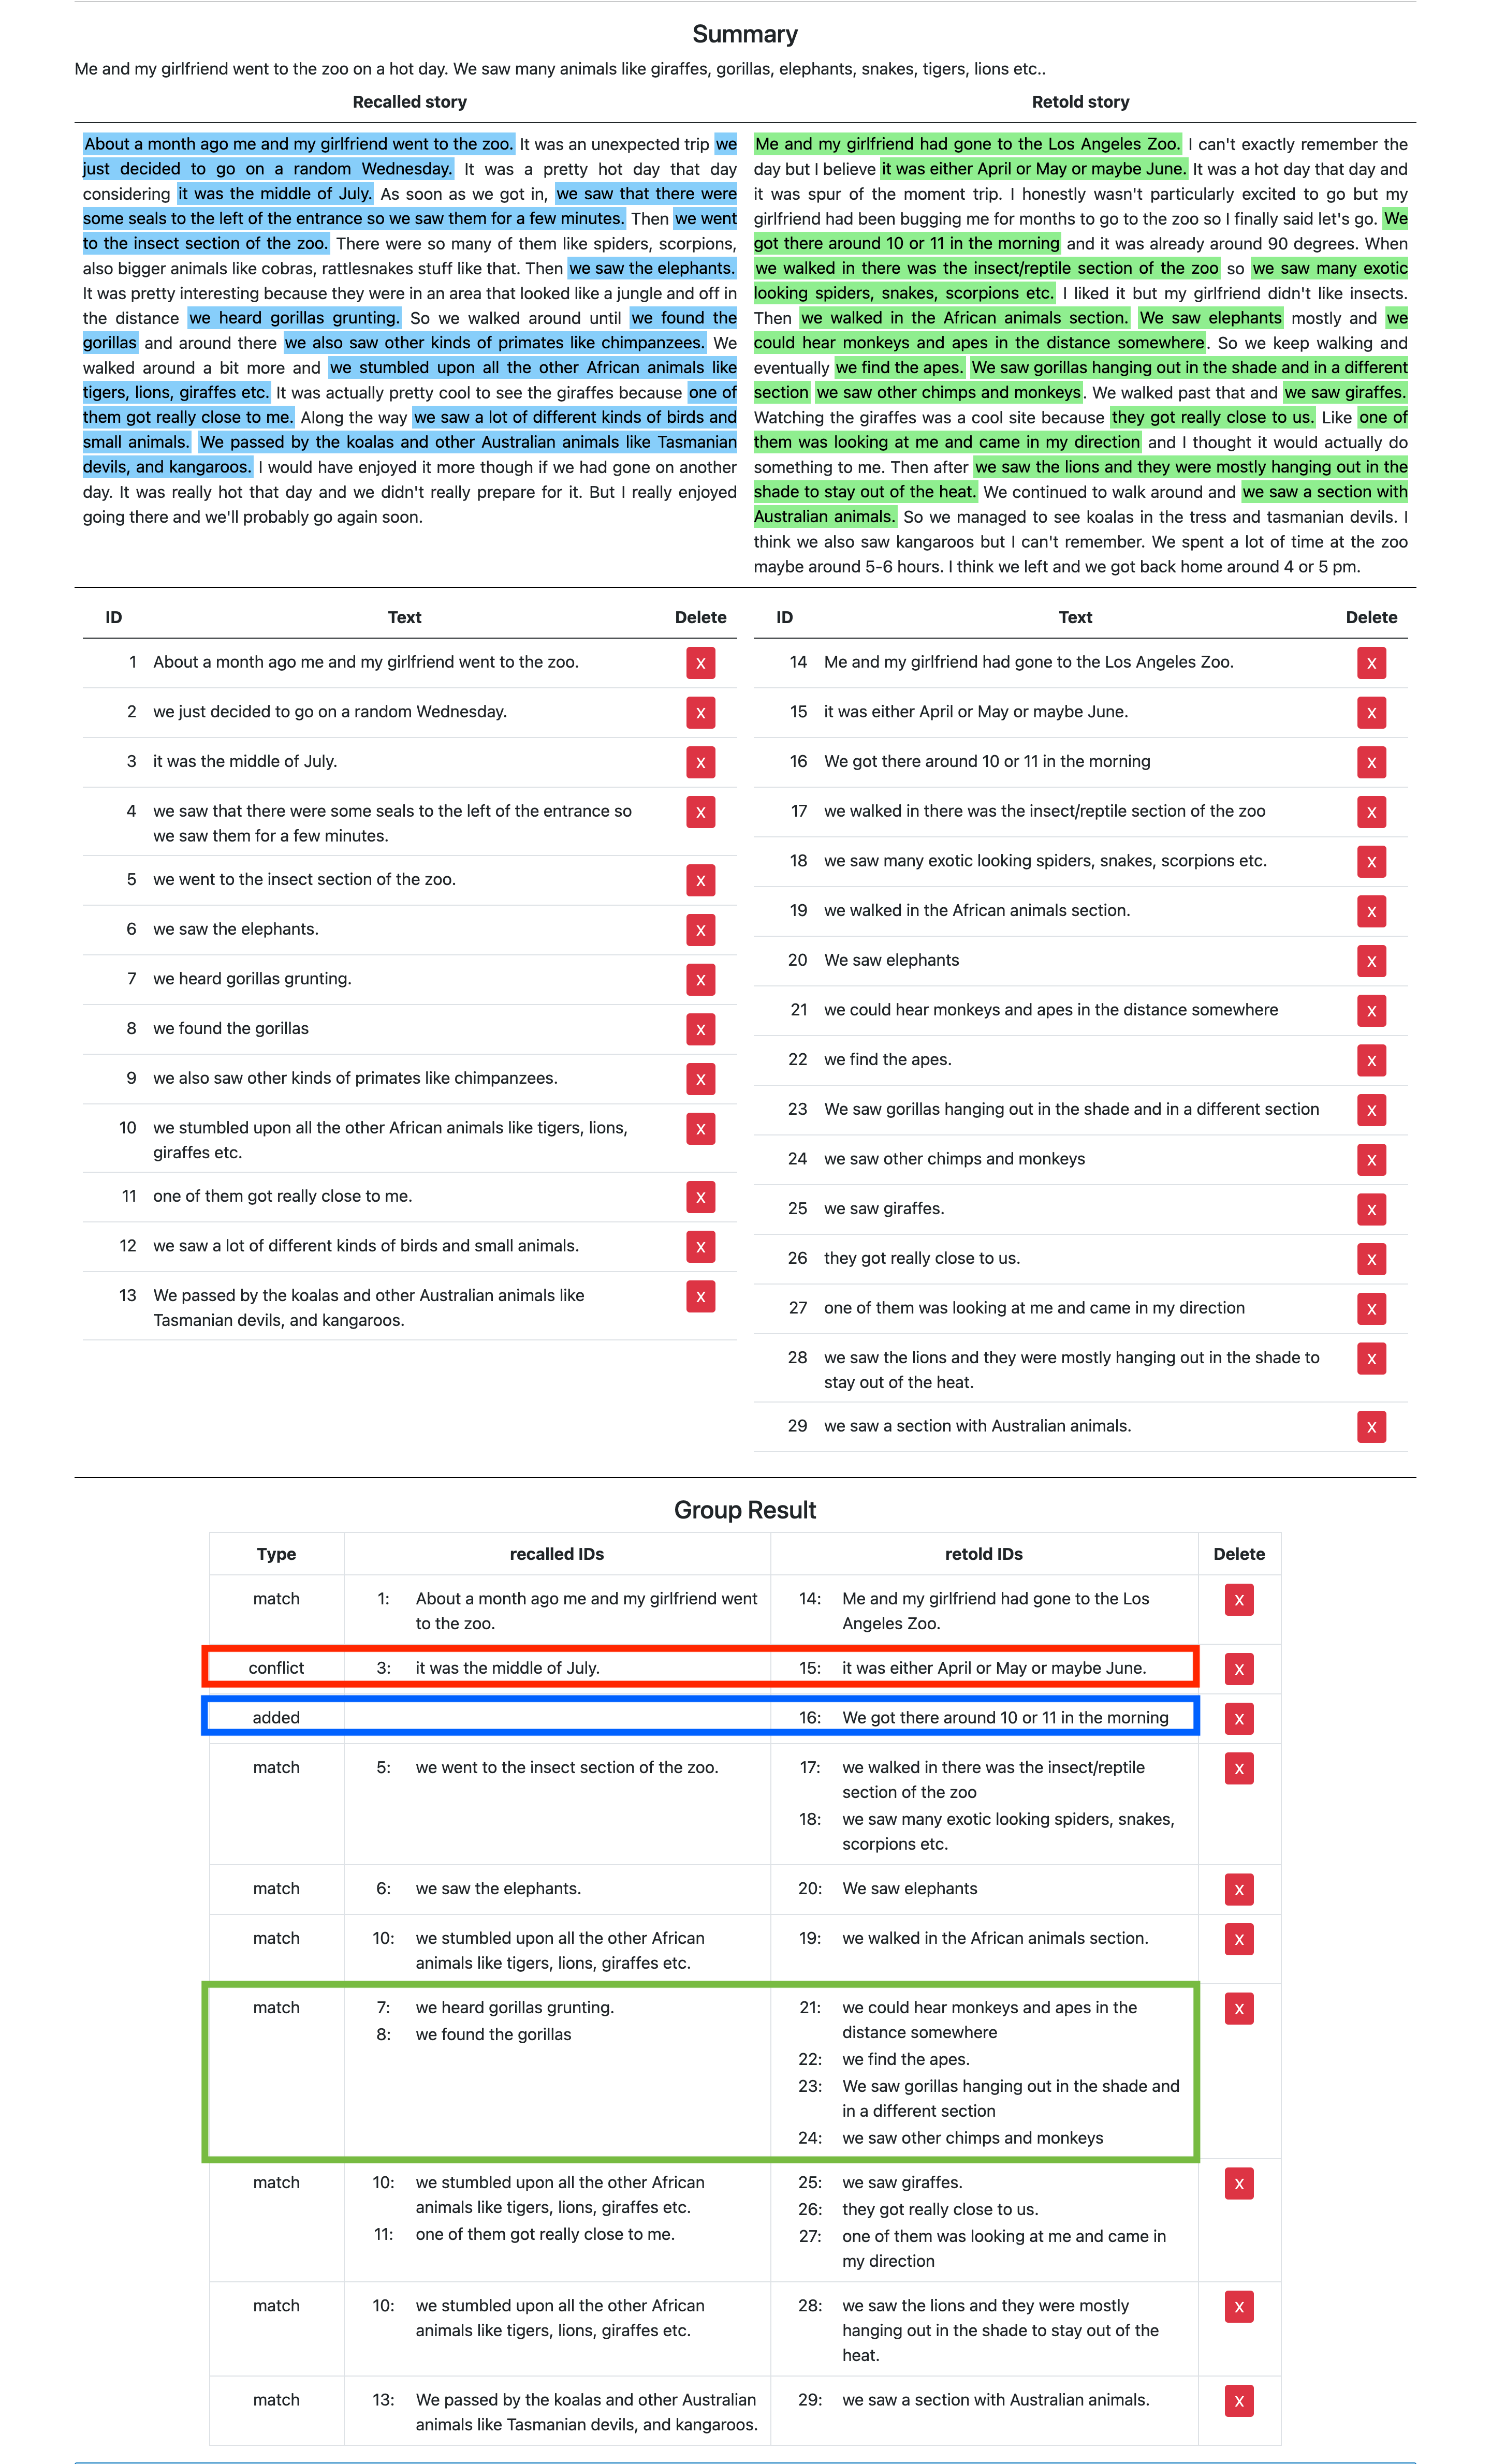 Summary
Me and my girlfriend went to the zoo on a hot day. We saw many animals like giraffes, gorillas, elephants, snakes, tigers, lions etc..
Recalled story
About a month ago me and my girlfriend went to the zoo. It was an unexpected trip we
just decided to go on a random Wednesday. It was a pretty hot day that day
considering it was the middle of July. As soon as we got in, we saw that there were
some seals to the left of the entrance so we saw them for a few minutes. Then we went
to the insect section of the zoo. There were so many of them like spiders, scorpions,
also bigger animals like cobras, rattlesnakes stuff like that. Then we saw the elephants.
It was pretty interesting because they were in an area that looked like a jungle and off in
the distance we heard gorillas grunting. So we walked around until we found the
gorillas and around there we also saw other kinds of primates like chimpanzees. We
walked around a bit more and we stumbled upon all the other African animals like
tigers, lions, giraffes etc. It was actually pretty cool to see the giraffes because one of
them got really close to me. Along the way we saw a lot of different kinds of birds and
small animals. We passed by the koalas and other Australian animals like Tasmanian
devils, and kangaroos. I would have enjoyed it more though if we had gone on another
day. It was really hot that day and we didn't really prepare for it. But I really enjoyed
going there and we'll probably go again soon.
Retold story
Me and my girlfriend had gone to the Los Angeles Zoo. I can't exactly remember the
day but I believe it was either April or May or maybe June. It was a hot day that day and
it was spur of the moment trip. I honestly wasn't particularly excited to go but my
girlfriend had been bugging me for months to go to the zoo so I finally said let's go. We
got there around 10 or 11 in the morning and it was already around 90 degrees. When
we walked in there was the insect/reptile section of the zoo so we saw many exotic
looking spiders, snakes, scorpions etc. I liked it but my girlfriend didn't like insects.
Then we walked in the African animals section. We saw elephants mostly and we
could hear monkeys and apes in the distance somewhere. So we keep walking and
eventually we find the apes. We saw gorillas hanging out in the shade and in a different
section we saw other chimps and monkeys. We walked past that and we saw giraffes.
Watching the giraffes was a cool site because they got really close to us. Like one of
them was looking at me and came in my direction and I thought it would actually do
something to me. Then after we saw the lions and they were mostly hanging out in the
shade to stay out of the heat. We continued to walk around and we saw a section with
Australian animals. So we managed to see koalas in the tress and tasmanian devils. I
think we also saw kangaroos but I can't remember. We spent a lot of time at the zoo
maybe around 5-6 hours. I think we left and we got back home around 4 or 5 pm.
ID Text Delete
1 About a month ago me and my girlfriend went to the zoo. X
2 we just decided to go on a random Wednesday. X
3 it was the middle of July. X
4 we saw that there were some seals to the left of the entrance so X
we saw them for a few minutes.
5 we went to the insect section of the zoo. X
6 we saw the elephants. X
7 we heard gorillas grunting. X
8 we found the gorillas X
9 we also saw other kinds of primates like chimpanzees. X
10 we stumbled upon all the other African animals like tigers, lions, X
giraffes etc.
11 one of them got really close to me. X
12 we saw a lot of different kinds of birds and small animals. X
13 We passed by the koalas and other Australian animals like X
Tasmanian devils, and kangaroos.
ID Text Delete
14 Me and my girlfriend had gone to the Los Angeles Zoo. X
15 it was either April or May or maybe June. X
16 We got there around 10 or 11 in the morning X
17 we walked in there was the insect/reptile section of the zoo X
18 we saw many exotic looking spiders, snakes, scorpions etc. X
19 we walked in the African animals section. X
20 We saw elephants X
21 we could hear monkeys and apes in the distance somewhere X
22 we find the apes. X
23 We saw gorillas hanging out in the shade and in a different section X
24 we saw other chimps and monkeys X
25 we saw giraffes. X
26 they got really close to us. X
27 one of them was looking at me and came in my direction X
28 we saw the lions and they were mostly hanging out in the shade to X
stay out of the heat.
29 we saw a section with Australian animals. X
Group Result
Type recalled IDs retold IDs Delete
match 1: About a month ago me and my girlfriend went 14: Me and my girlfriend had gone to the Los X
to the zoo. Angeles Zoo.
conflict 3: it was the middle of July. 15: it was either April or May or maybe June. X
added 16: We got there around 10 or 11 in the morning X
match 5: we went to the insect section of the zoo. 17: we walked in there was the insect/reptile X
section of the zoo
18: we saw many exotic looking spiders, snakes,
scorpions etc.
match 6: we saw the elephants. 20: We saw elephants X
match 10: we stumbled upon all the other African 19: we walked in the African animals section. X
animals like tigers, lions, giraffes etc.
match 7: we heard gorillas grunting. 21: we could hear monkeys and apes in the X
distance somewhere
8: we found the gorillas
22: we find the apes.
23: We saw gorillas hanging out in the shade and
in a different section
24: we saw other chimps and monkeys
match 10: we stumbled upon all the other African 25: we saw giraffes. X
animals like tigers, lions, giraffes etc. 26: they got really close to us.
11: one of them got really close to me. 27: one of them was looking at me and came in
my direction
match 10: we stumbled upon all the other African 28: we saw the lions and they were mostly X
animals like tigers, lions, giraffes etc. hanging out in the shade to stay out of the
heat.
match 13: We passed by the koalas and other Australian 29: we saw a section with Australian animals. X
animals like Tasmanian devils, and kangaroos.